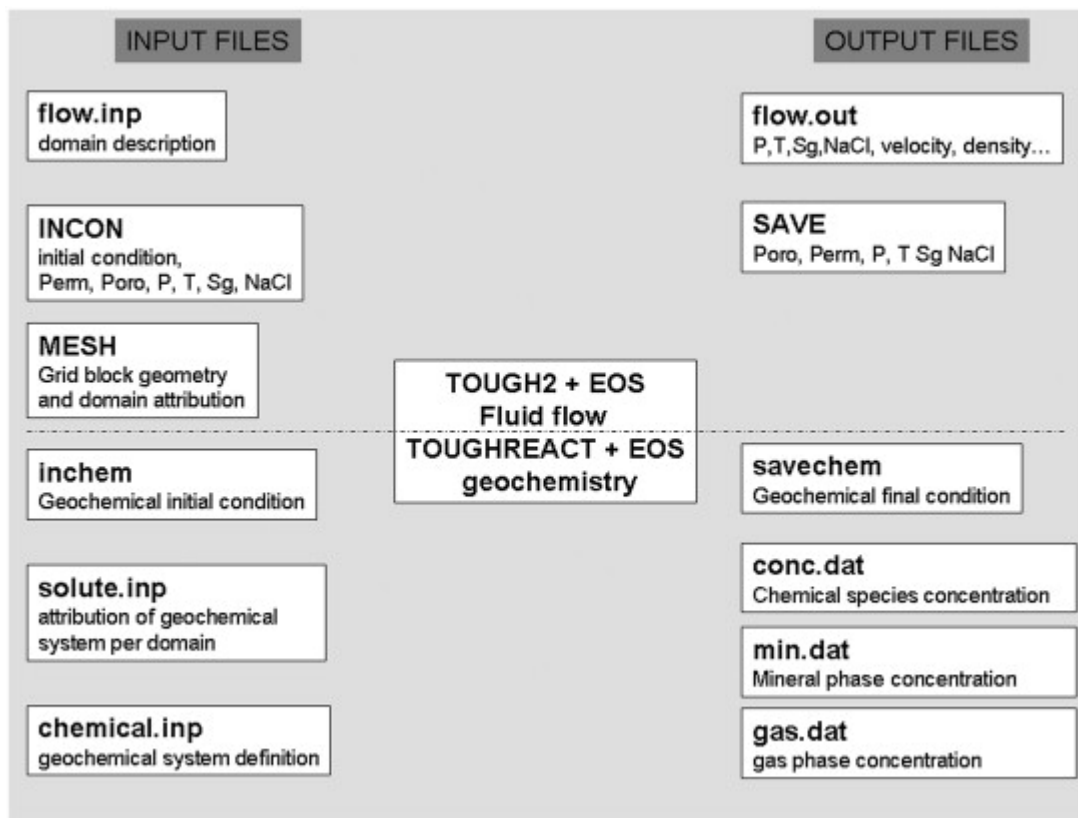 INPUT FILES
OUTPUT FILES
flow.inp
domain description
INCON
initial condition,
Perm, Poro, P, T, Sg, NaCl
MESH
Grid block geometry
and domain attribution
inchem
Geochemical initial condition
solute.inp
attribution of geochemical
system per domain
chemical.inp
geochemical system definition
TOUGH2 + EOS
Fluid flow
TOUGHREACT + EOS
geochemistry
flow.out
P,T,Sg,NaCl, velocity, density...
SAVE
Poro, Perm, P, T Sg NaCl
savechem
Geochemical final condition
conc.dat
Chemical species concentration
min.dat
Mineral phase concentration
gas.dat
gas phase concentration